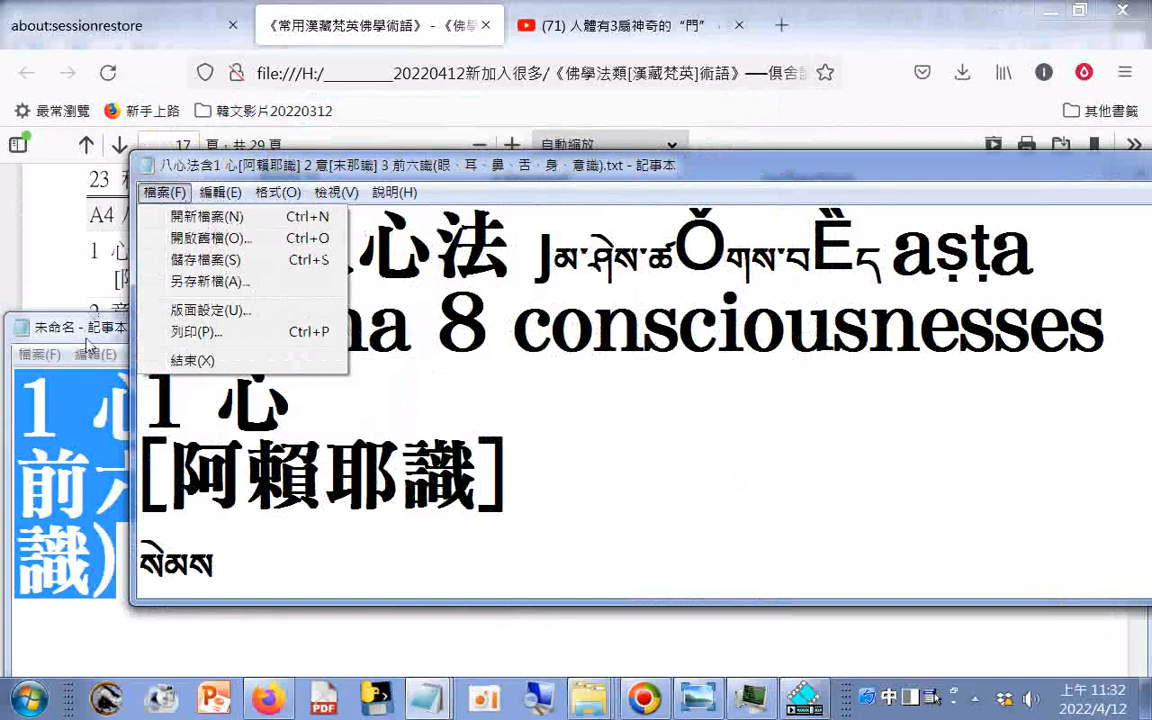 about:sessionrestore
《常用漢藏梵英佛學術語》 - 《佛學
(71) 人體有3扇神奇的“門”
file:///H:/________20220412新加入很多/《佛學法類[漢藏梵英]術語》──俱舍
最常瀏覽
新手上路
韓文影片20220312
其他書籤
17 頁，共 29 頁
自動縮放
23
A4
1 心
八心法含1 心[阿賴耶識] 2 意[末那識] 3 前六識(眼、耳、鼻、舌、身、意識).txt - 記事本
檔案(F) 編輯(E) 格式(O) 檢視(V) 說明(H)
開新檔案(N) Ctrl+N
開啟舊檔(O)... Ctrl+O
儲存檔案(S) Ctrl+S
另存新檔(A)...
版面設定(U)...
列印(P)... Ctrl+P
結束(X)
心法 Jམ་ཤེས་ཚǑགས་བȄད aṣṭa
na 8 consciousnesses
1 心
[阿賴耶識]
སེམས
未命名 - 記事本
檔案(F) 編輯(E)
1 心
前六
識)
中
上午 11:32
2022/4/12